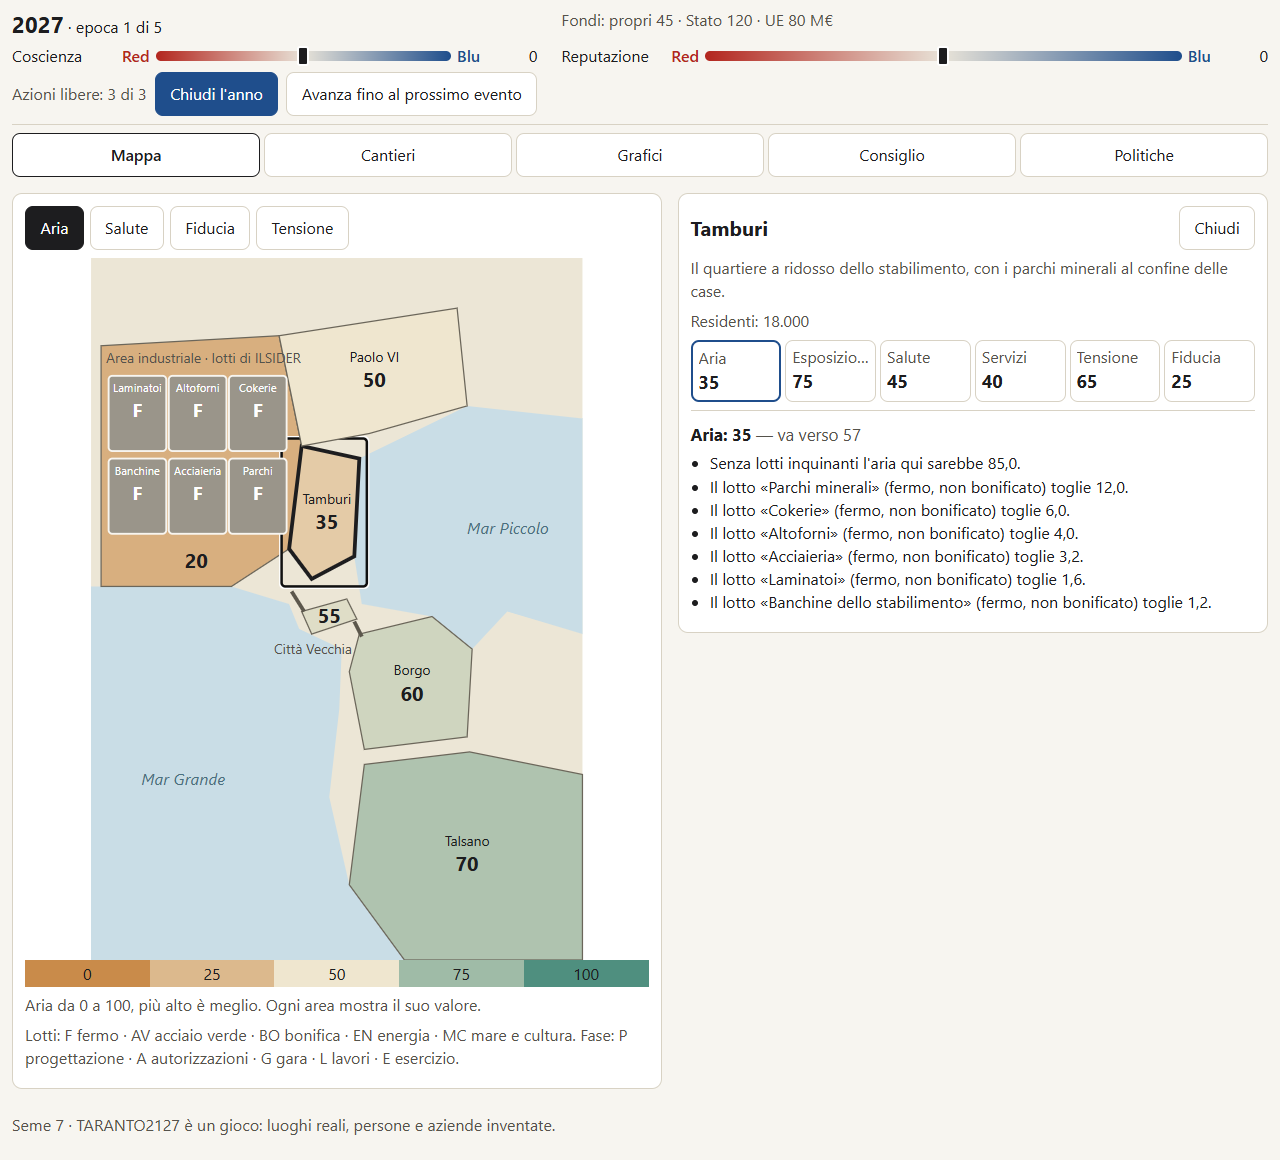 2027 · epoca 1 di 5
Fondi: propri 45 · Stato 120 · UE 80 M€
Coscienza Red Blu 0
Reputazione Red Blu 0
Azioni libere: 3 di 3
Chiudi l'anno
Avanza fino al prossimo evento
Mappa
Cantieri
Grafici
Consiglio
Politiche
Aria
Salute
Fiducia
Tensione
Area industriale · lotti di ILSIDER
Laminatoi
F
Altoforni
F
Cokerie
F
Banchine
F
Acciaieria
F
Parchi
F
20
Paolo VI
50
Tamburi
35
Mar Piccolo
55
Città Vecchia
Borgo
60
Mar Grande
Talsano
70
0 25 50 75 100
Aria da 0 a 100, più alto è meglio. Ogni area mostra il suo valore.
Lotti: F fermo · AV acciaio verde · BO bonifica · EN energia · MC mare e cultura. Fase: P
progettazione · A autorizzazioni · G gara · L lavori · E esercizio.
Tamburi
Chiudi
Il quartiere a ridosso dello stabilimento, con i parchi minerali al confine delle
case.
Residenti: 18.000
Aria
35
Esposizio...
75
Salute
45
Servizi
40
Tensione
65
Fiducia
25
Aria: 35 — va verso 57
• Senza lotti inquinanti l'aria qui sarebbe 85,0.
• Il lotto «Parchi minerali» (fermo, non bonificato) toglie 12,0.
• Il lotto «Cokerie» (fermo, non bonificato) toglie 6,0.
• Il lotto «Altoforni» (fermo, non bonificato) toglie 4,0.
• Il lotto «Acciaieria» (fermo, non bonificato) toglie 3,2.
• Il lotto «Laminatoi» (fermo, non bonificato) toglie 1,6.
• Il lotto «Banchine dello stabilimento» (fermo, non bonificato) toglie 1,2.
Seme 7 · TARANTO2127 è un gioco: luoghi reali, persone e aziende inventate.